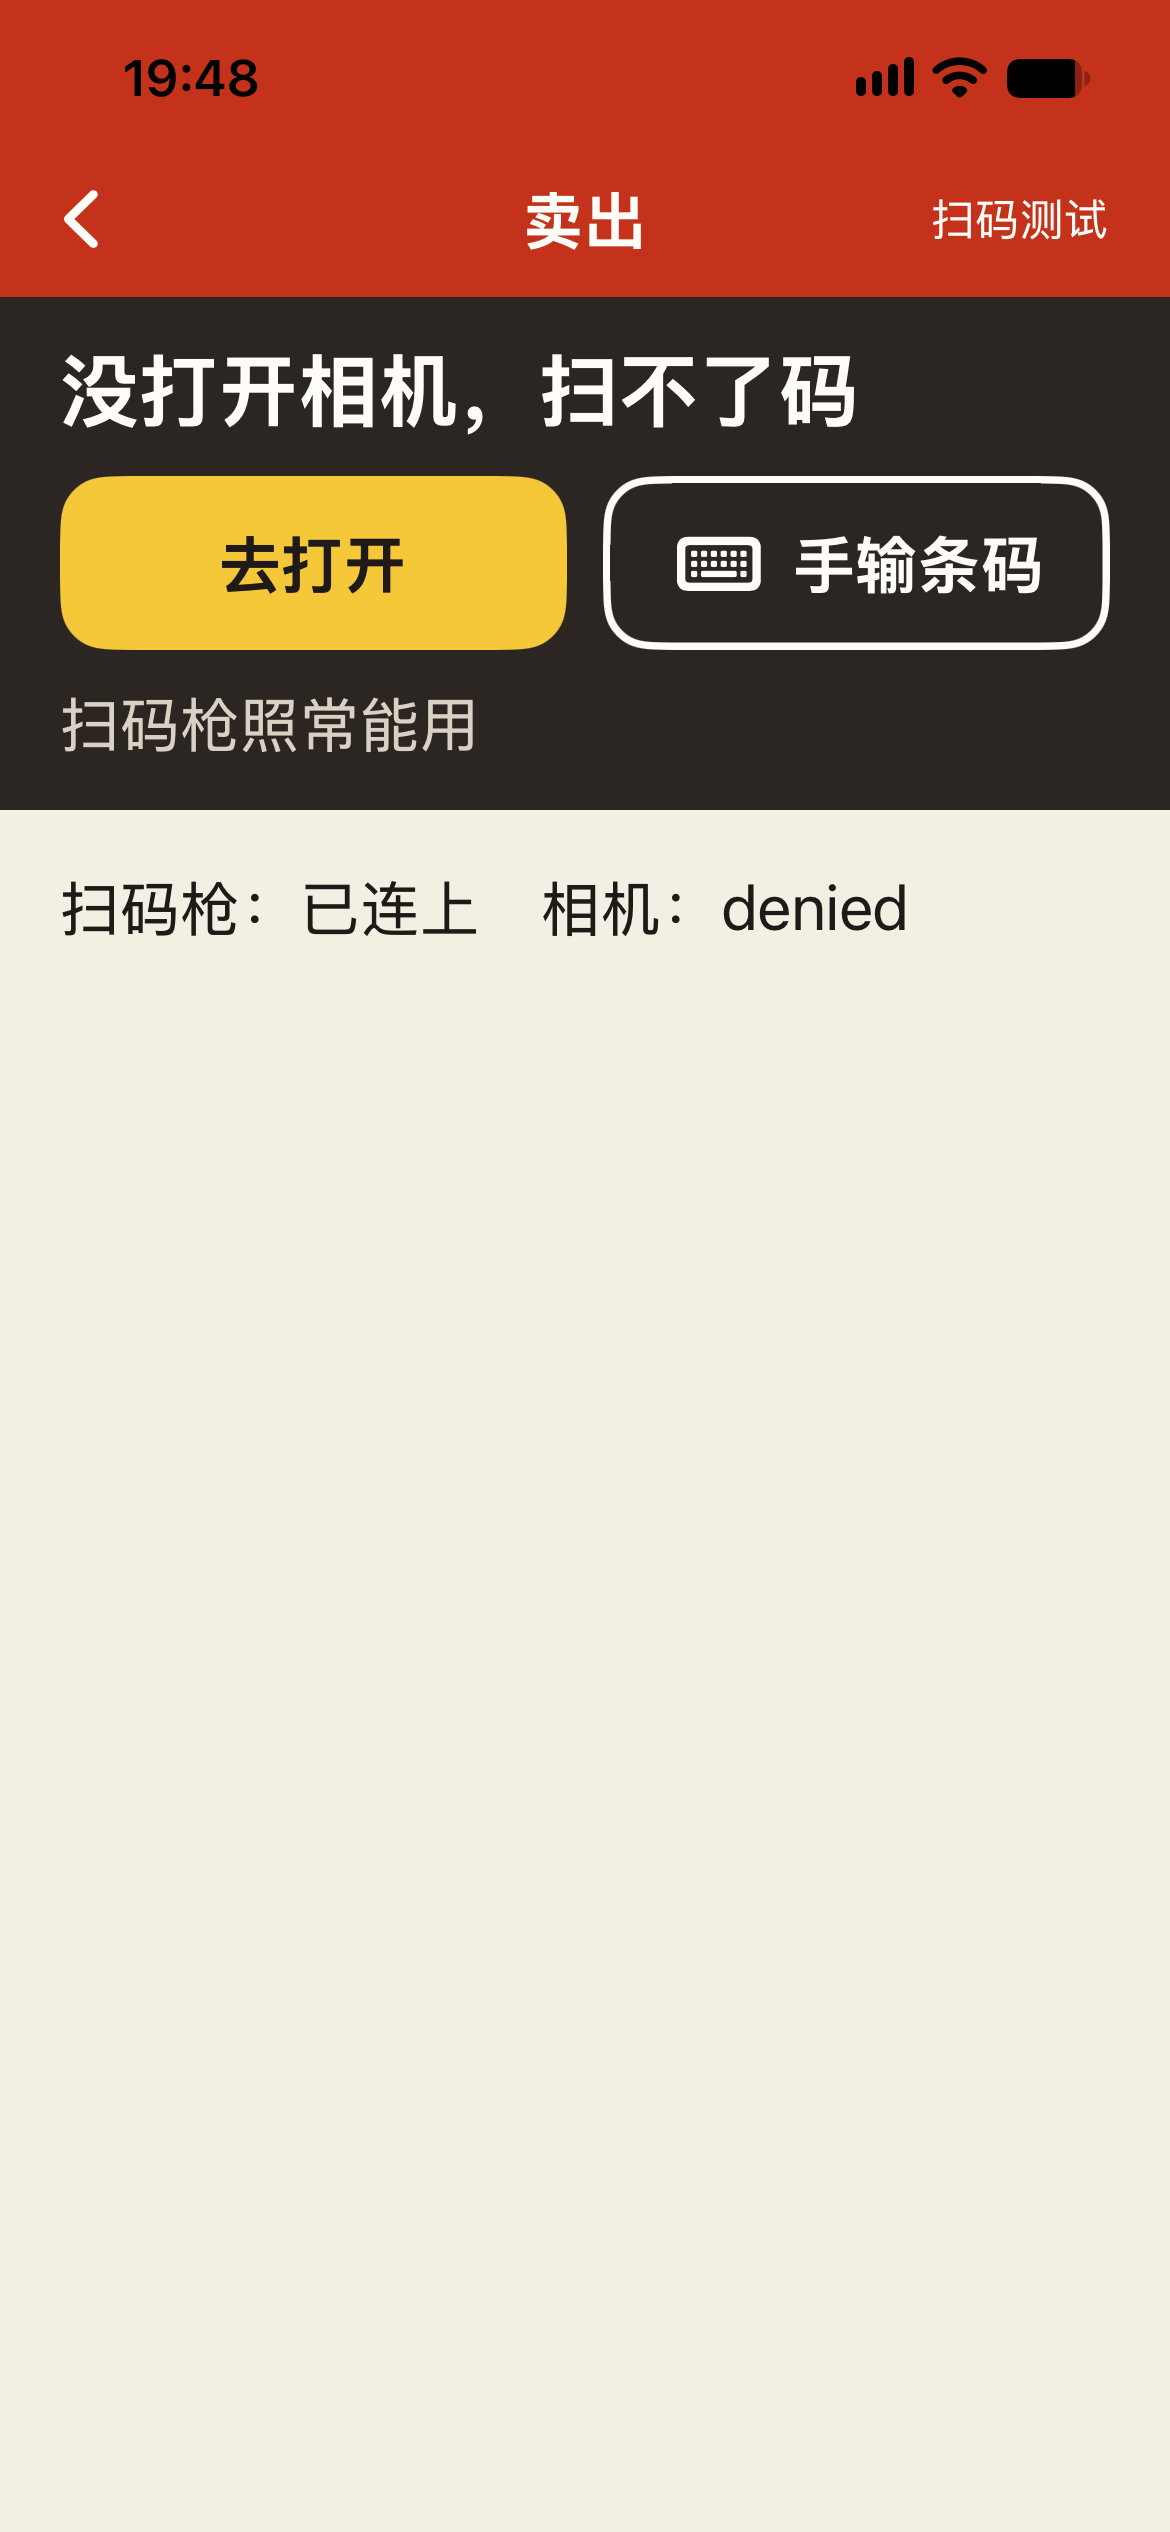 19:48
卖出
扫码测试
没打开相机，扫不了码
去打开
手输条码
扫码枪照常能用
扫码枪：已连上　相机：denied